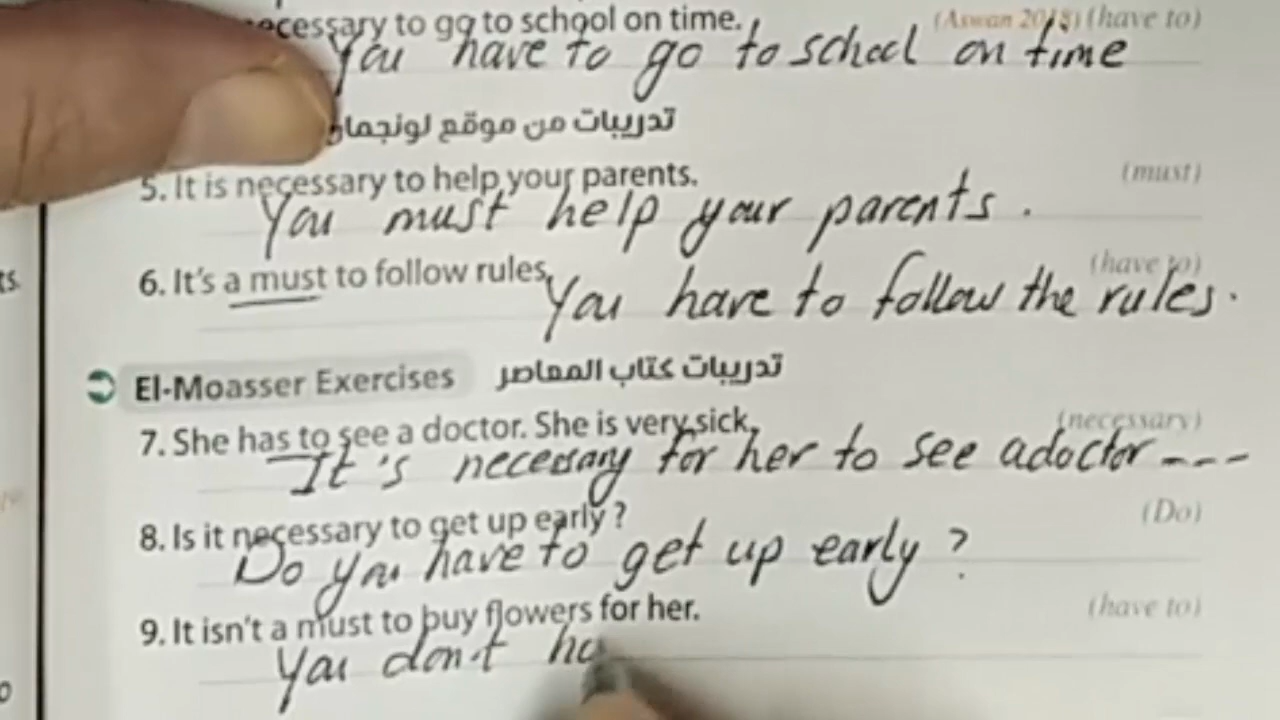 ecessary to go to school on time. (Aswan 2018) (have to)
You have to go to school on time
تدريبات من موقع لونجمان
5. It is necessary to help your parents. (must)
You must help your parents.
6. It's a must to follow rules. (have to)
You have to follow the rules.
El-Moasser Exercises تدريبات كتاب المعاصر
7. She has to see a doctor. She is very sick. (necessary)
It's necessary for her to see adoctor ---
8. Is it necessary to get up early? (Do)
Do you have to get up early?
9. It isn't a must to buy flowers for her. (have to)
You don't ha